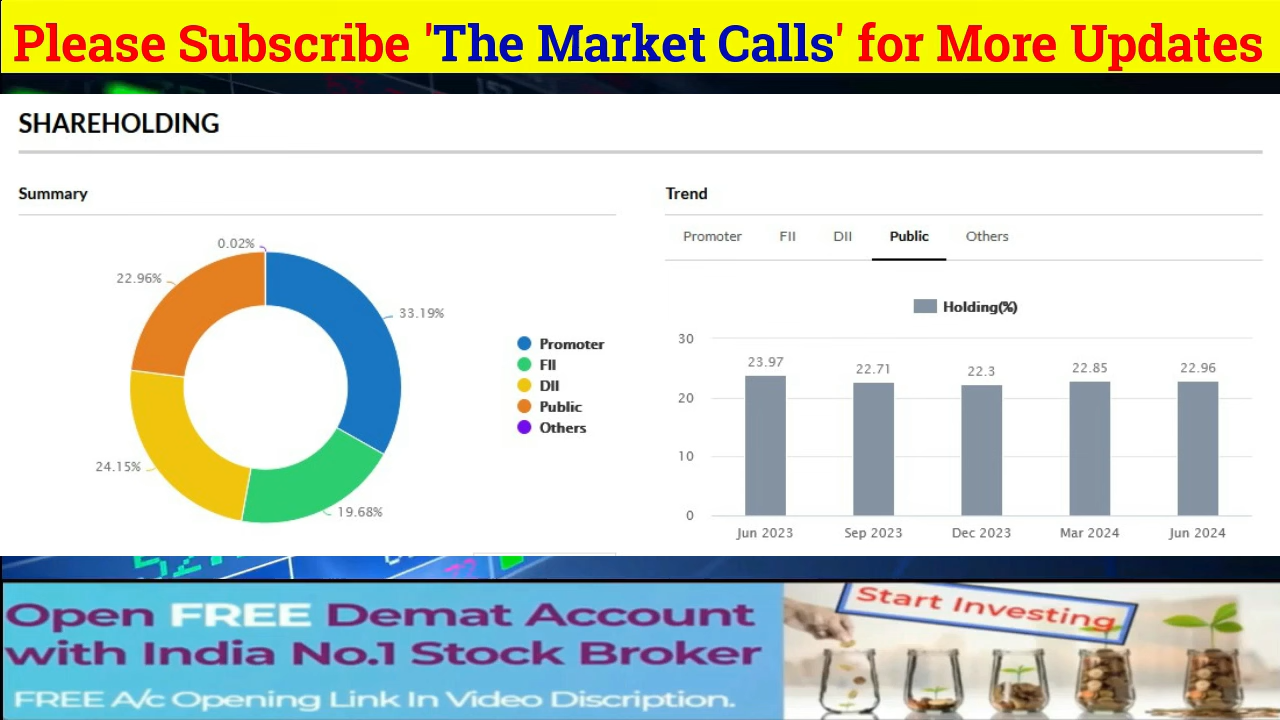 Please Subscribe 'The Market Calls' for More Updates
SHAREHOLDING
Summary
0.02%
22.96%
33.19%
24.15%
19.68%
Promoter
FII
DII
Public
Others
Trend
Promoter FII DII Public Others
Holding(%)
30
20
10
0
23.97 22.71 22.3 22.85 22.96
Jun 2023 Sep 2023 Dec 2023 Mar 2024 Jun 2024
Open FREE Demat Account
with India No.1 Stock Broker
FREE A/c Opening Link In Video Discription.
Start Investing